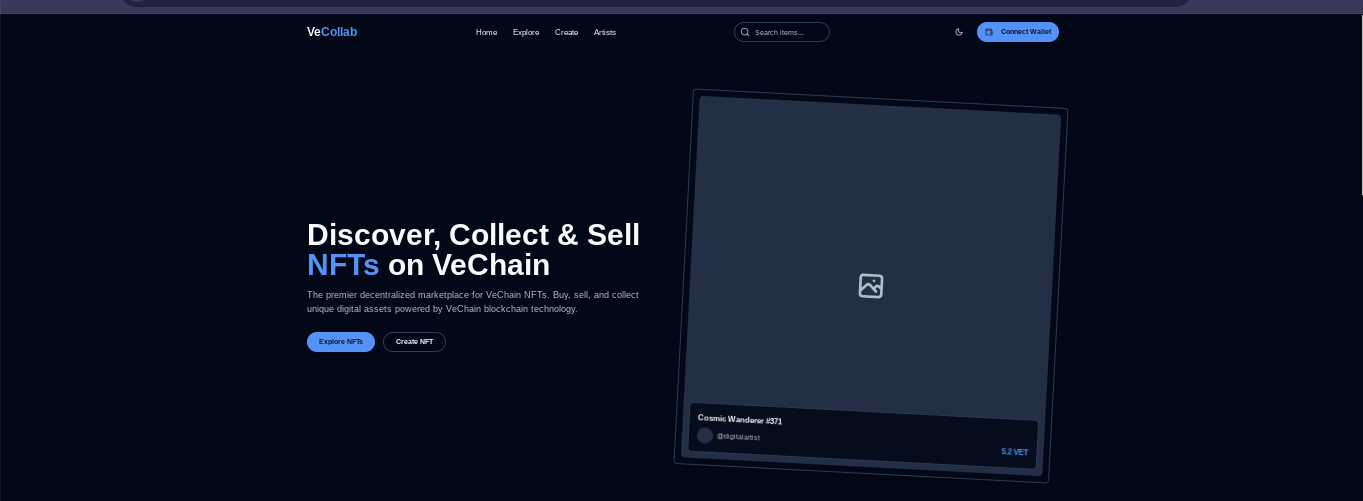 VeCollab
Home
Explore
Create
Artists
Search items...
Connect Wallet
Discover, Collect & Sell
NFTs on VeChain
The premier decentralized marketplace for VeChain NFTs. Buy, sell, and collect
unique digital assets powered by VeChain blockchain technology.
Explore NFTs
Create NFT
Cosmic Wanderer #371
@digitalartist
5.2 VET